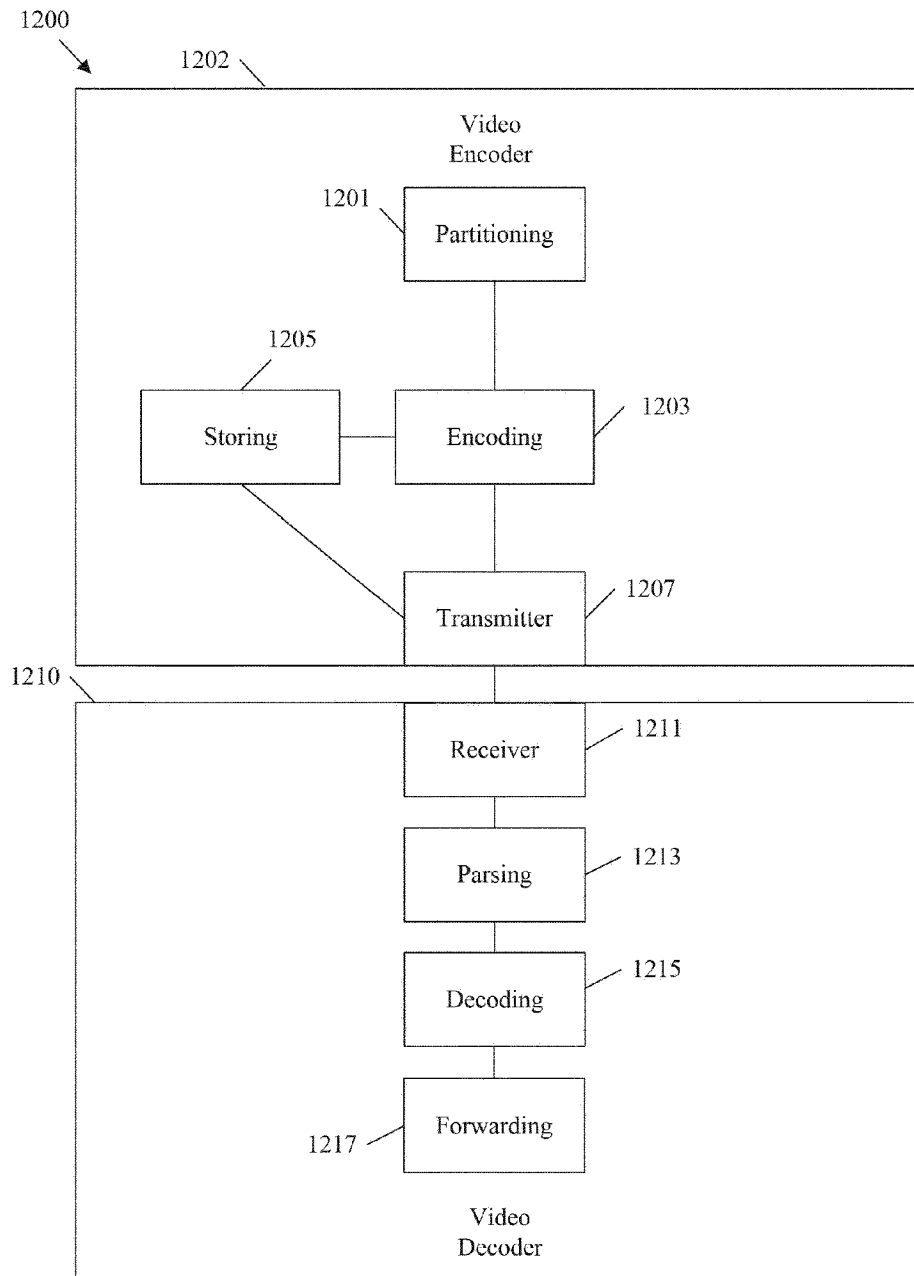 1200
1202
Video
Encoder
1201
Partitioning
1205
1203
Storing
Encoding
1207
Transmitter
1210
1211
Receiver
1213
Parsing
1215
Decoding
Forwarding
1217
Video
Decoder